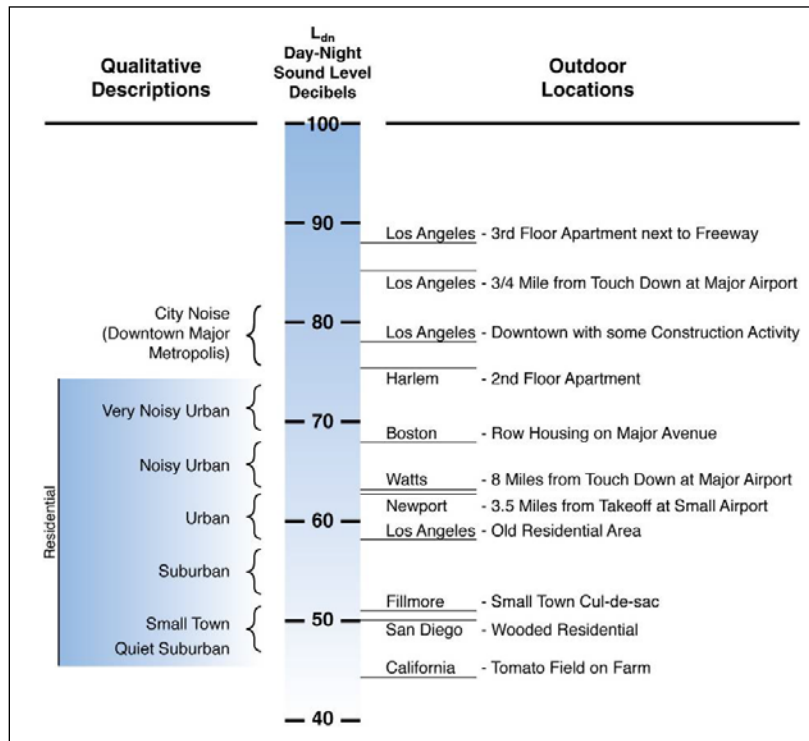 Qualitative
Descriptions
L_dn
Day-Night
Sound Level
Decibels
Outdoor
Locations
100
90
Los Angeles - 3rd Floor Apartment next to Freeway
Los Angeles - 3/4 Mile from Touch Down at Major Airport
City Noise
(Downtown Major
Metropolis)
80
Los Angeles - Downtown with some Construction Activity
Harlem - 2nd Floor Apartment
Very Noisy Urban
70
Boston - Row Housing on Major Avenue
Noisy Urban
Watts - 8 Miles from Touch Down at Major Airport
Newport - 3.5 Miles from Takeoff at Small Airport
Urban
60
Los Angeles - Old Residential Area
Residential
Suburban
Fillmore - Small Town Cul-de-sac
Small Town
50
San Diego - Wooded Residential
Quiet Suburban
California - Tomato Field on Farm
40